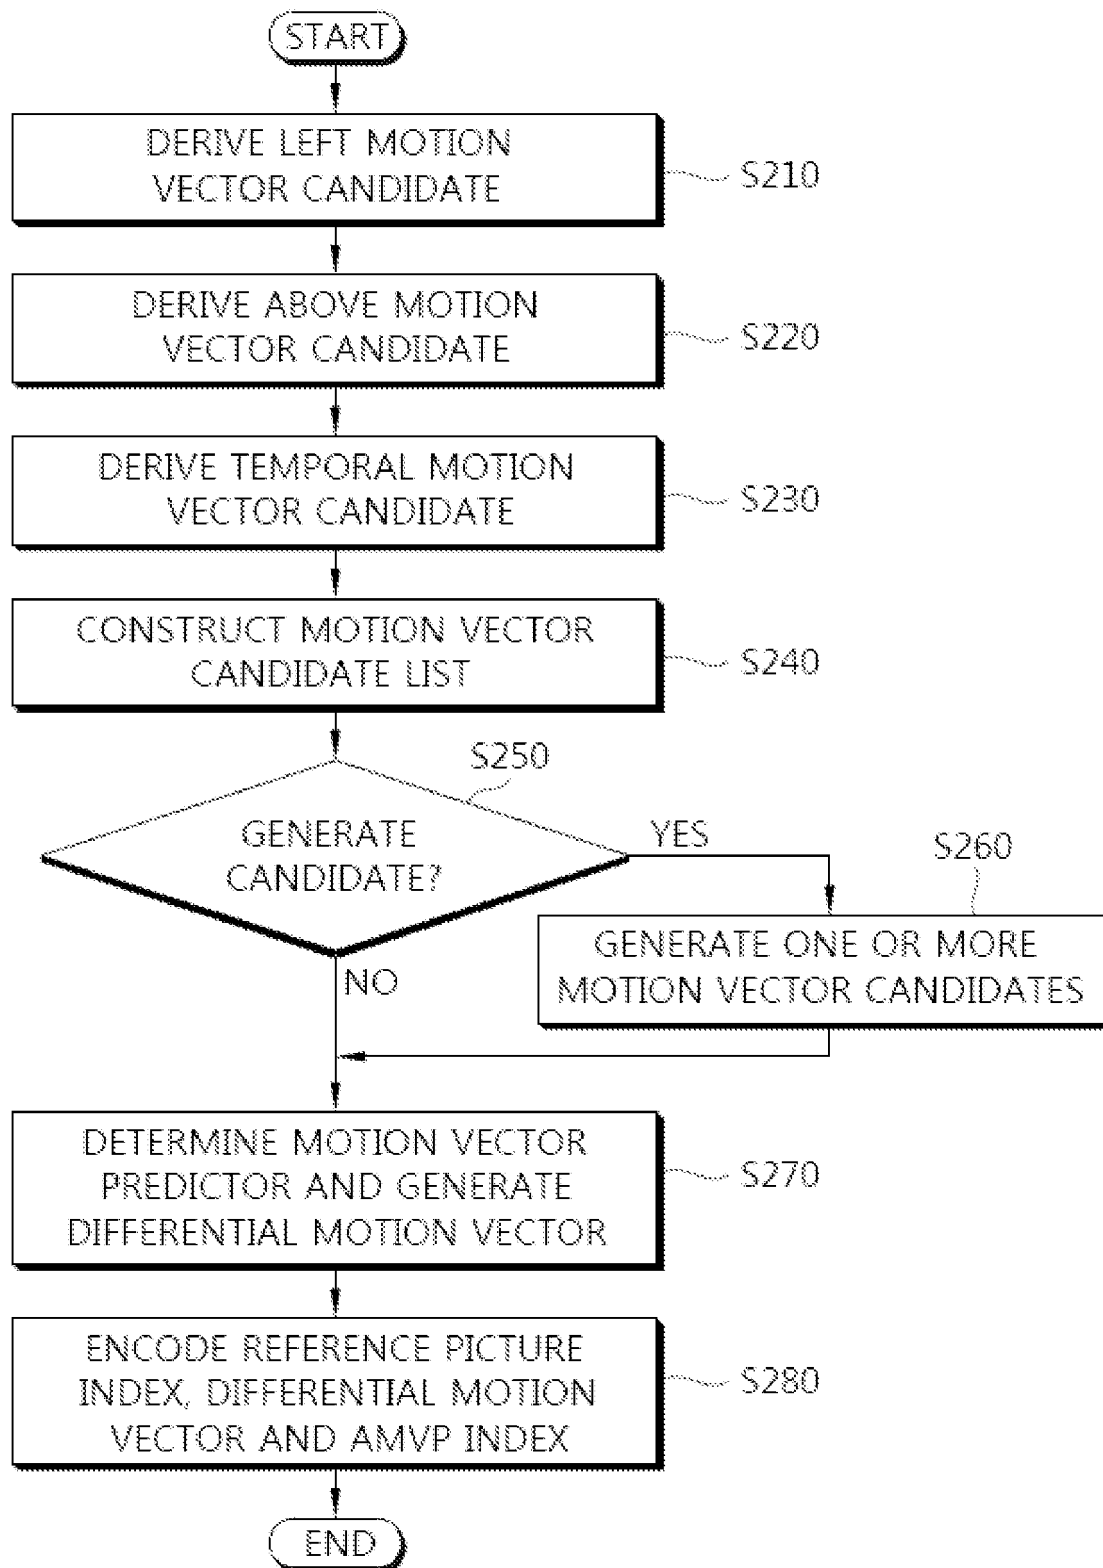 START
DERIVE LEFT MOTION
VECTOR CANDIDATE
S210
DERIVE ABOVE MOTION
VECTOR CANDIDATE
S220
DERIVE TEMPORAL MOTION
VECTOR CANDIDATE
S230
CONSTRUCT MOTION VECTOR
CANDIDATE LIST
S240
S250
GENERATE
CANDIDATE?
YES
S260
GENERATE ONE OR MORE
MOTION VECTOR CANDIDATES
NO
DETERMINE MOTION VECTOR
PREDICTOR AND GENERATE
DIFFERENTIAL MOTION VECTOR
S270
ENCODE REFERENCE PICTURE
INDEX, DIFFERENTIAL MOTION
VECTOR AND AMVP INDEX
S280
END